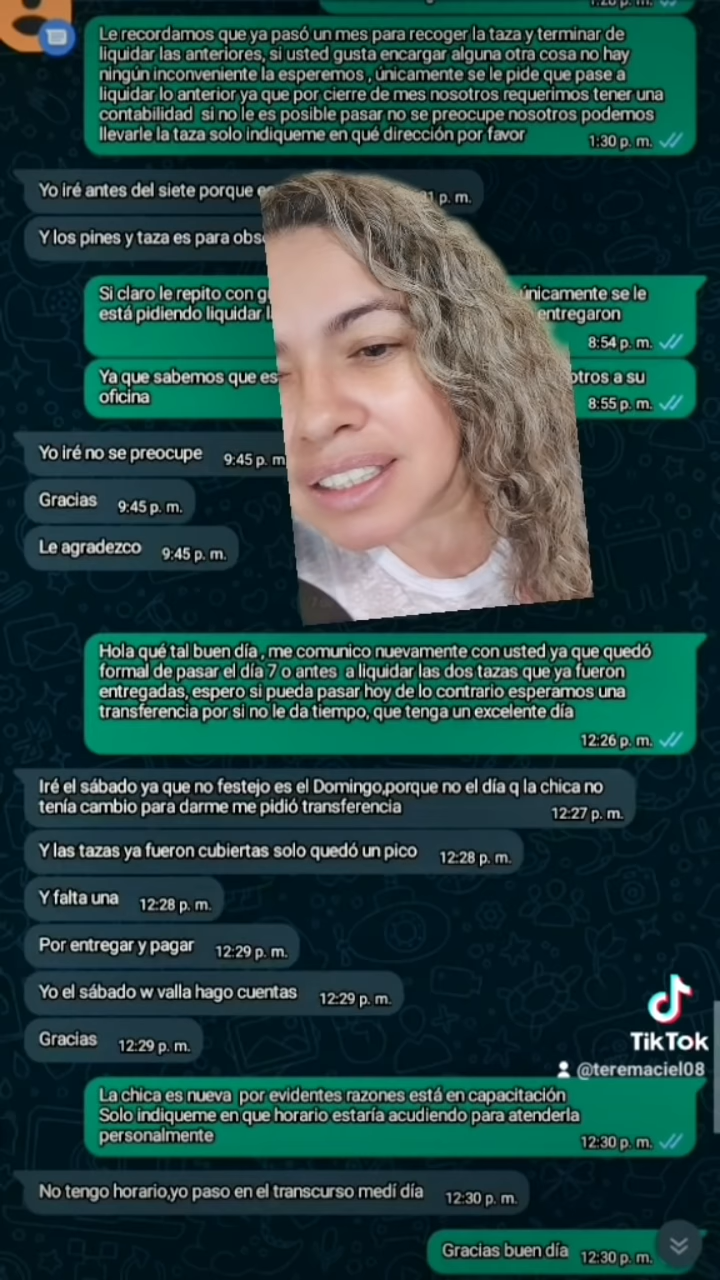 Le recordamos que ya pasó un mes para recoger la taza y terminar de
liquidar las anteriores, si usted gusta encargar alguna otra cosa no hay
ningún inconveniente la esperemos , únicamente se le pide que pase a
liquidar lo anterior ya que por cierre de mes nosotros requerimos tener una
contabilidad si no le es posible pasar no se preocupe nosotros podemos
llevarle la taza solo indiqueme en qué dirección por favor
1:30 p. m.
Yo iré antes del siete porque
p. m.
Y los pines y taza es para
Si claro le repito con únicamente se le
está pidiendo liquidar entregaron
8:54 p. m.
Ya que sabemos que a su
oficina
8:55 p. m.
Yo iré no se preocupe 9:45 p. m
Gracias 9:45 p. m.
Le agradezco 9:45 p. m.
Hola qué tal buen día , me comunico nuevamente con usted ya que quedó
formal de pasar el día 7 o antes a liquidar las dos tazas que ya fueron
entregadas, espero si pueda pasar hoy de lo contrario esperamos una
transferencia por si no le da tiempo, que tenga un excelente día
12:26 p. m.
Iré el sábado ya que no festejo es el Domingo,porque no el día q la chica no
tenía cambio para darme me pidió transferencia
12:27 p. m.
Y las tazas ya fueron cubiertas solo quedó un pico 12:28 p. m.
Y falta una 12:28 p. m.
Por entregar y pagar 12:29 p. m.
Yo el sábado w valla hago cuentas 12:29 p. m.
Gracias 12:29 p. m.
TikTok
@teremaciel08
La chica es nueva por evidentes razones está en capacitación
Solo indiqueme en que horario estaría acudiendo para atenderla
personalmente
12:30 p. m.
No tengo horario,yo paso en el transcurso medí día 12:30 p. m.
Gracias buen día 12:30 p. m.